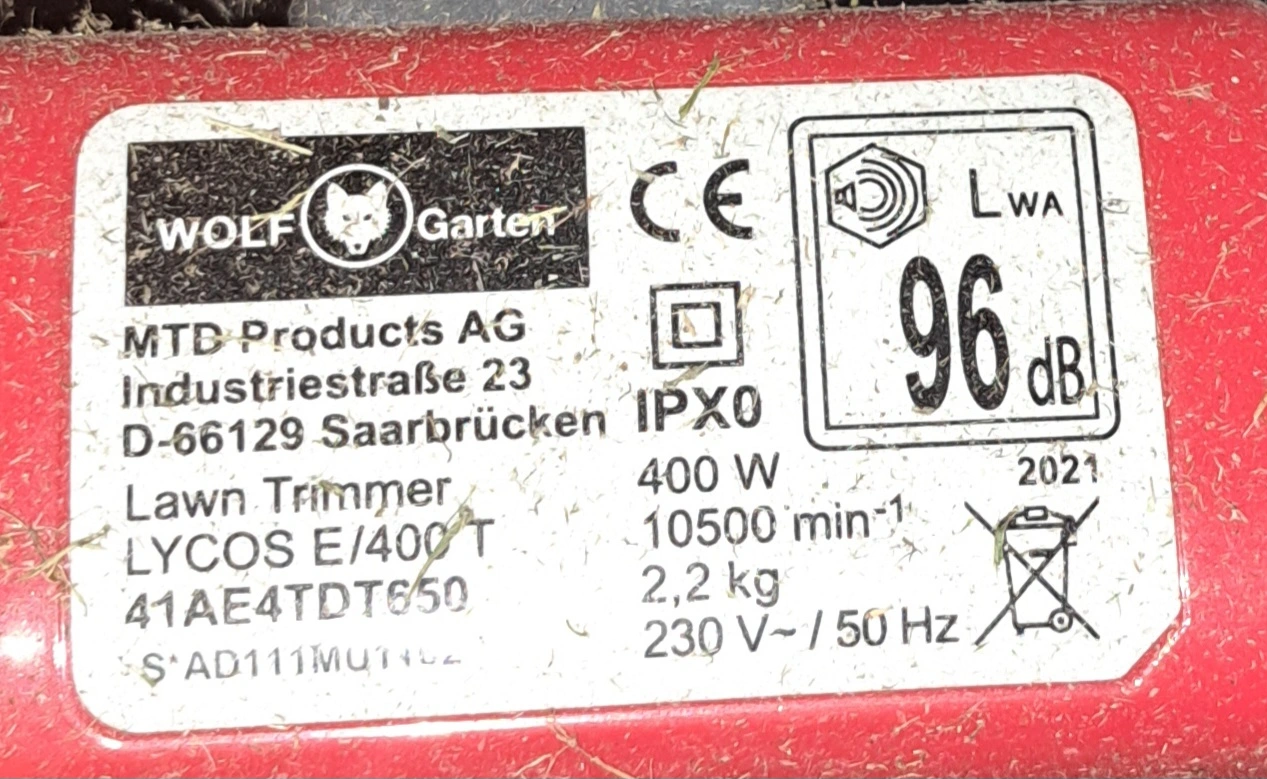 WOLF Garten
MTD Products AG
Industriestraße 23
D-66129 Saarbrücken
Lawn Trimmer
LYCOS E/400 T
41AE4TDT650
CE
IPX0
400 W
10500 min⁻¹
2,2 kg
230 V~ / 50 Hz
LWA
96 dB
2021